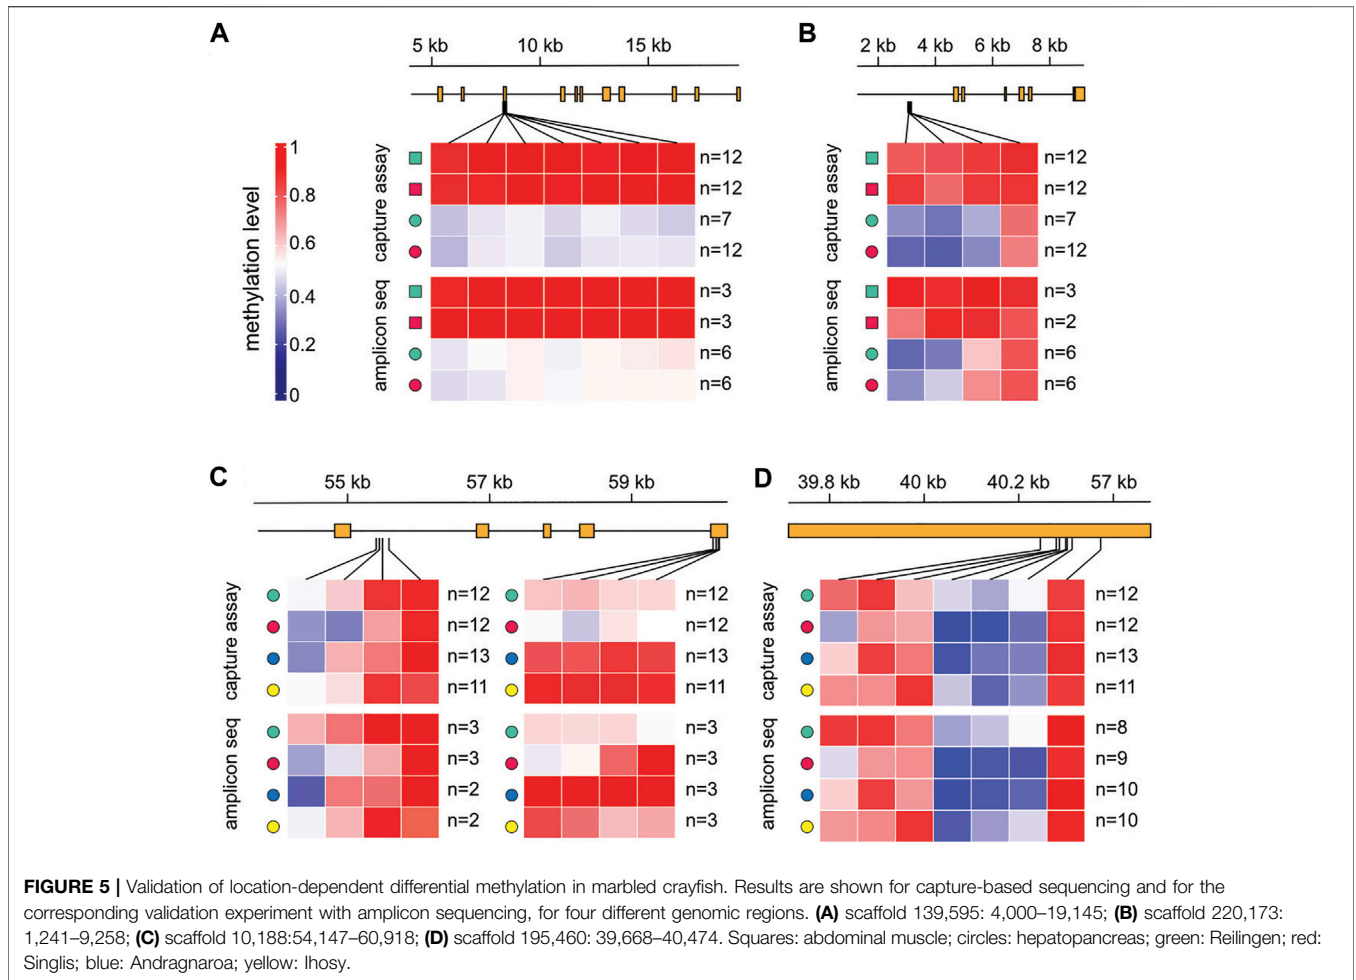 A
5 kb 10 kb 15 kb
methylation level
1
0.8
0.6
0.4
0.2
0
capture assay
n=12
n=12
n=7
n=12
amplicon seq
n=3
n=3
n=6
n=6
B
2 kb 4 kb 6 kb 8 kb
capture assay
n=12
n=12
n=7
n=12
amplicon seq
n=3
n=2
n=6
n=6
C
55 kb 57 kb 59 kb
capture assay
n=12
n=12
n=13
n=11
amplicon seq
n=3
n=3
n=2
n=2
n=12
n=12
n=13
n=11
n=3
n=3
n=3
n=3
D
39.8 kb 40 kb 40.2 kb 57 kb
capture assay
n=12
n=12
n=13
n=11
amplicon seq
n=8
n=9
n=10
n=10
FIGURE 5 | Validation of location-dependent differential methylation in marbled crayfish. Results are shown for capture-based sequencing and for the
corresponding validation experiment with amplicon sequencing, for four different genomic regions. (A) scaffold 139,595: 4,000–19,145; (B) scaffold 220,173:
1,241–9,258; (C) scaffold 10,188:54,147–60,918; (D) scaffold 195,460: 39,668–40,474. Squares: abdominal muscle; circles: hepatopancreas; green: Reilingen; red:
Singlis; blue: Andragnaroa; yellow: Ihosy.